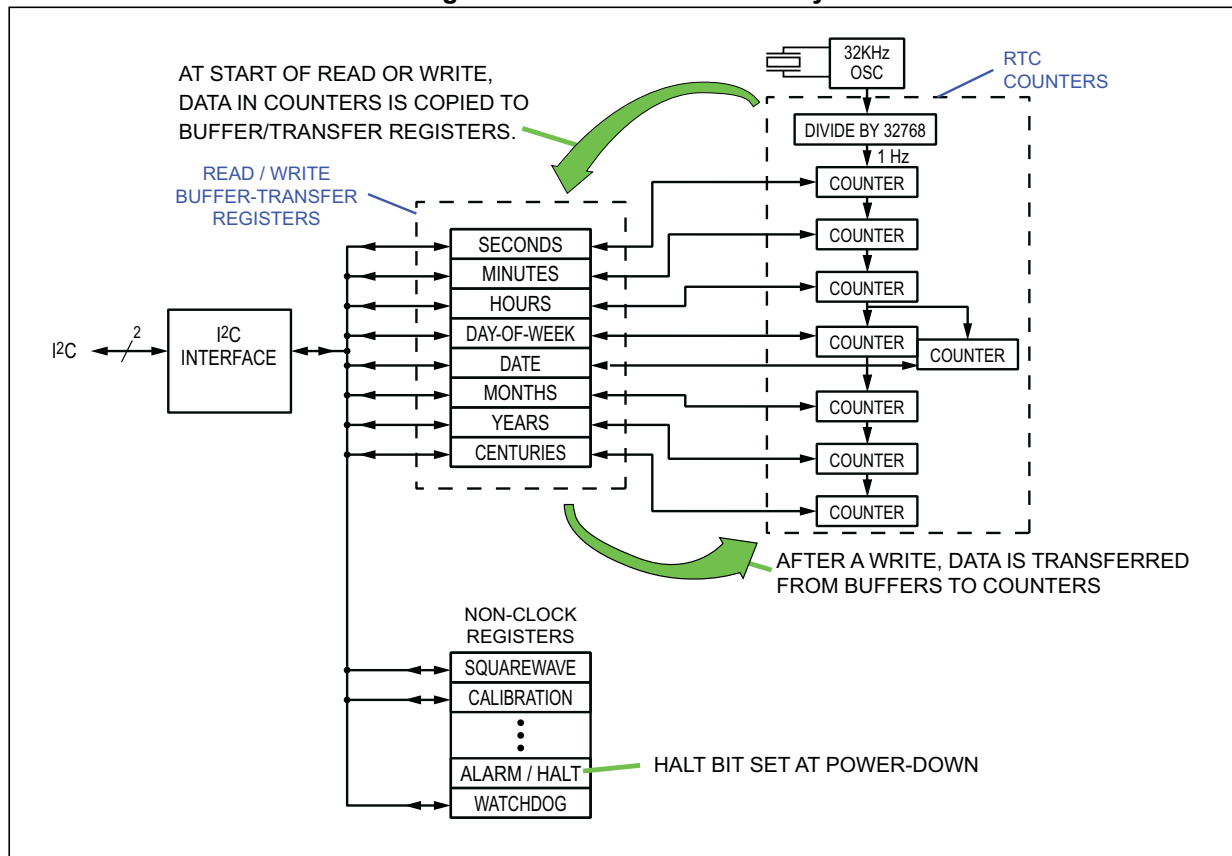 32KHz
OSC
RTC
COUNTERS
AT START OF READ OR WRITE,
DATA IN COUNTERS IS COPIED TO
BUFFER/TRANSFER REGISTERS.
DIVIDE BY 32768
1 Hz
READ / WRITE
BUFFER-TRANSFER
REGISTERS
COUNTER
COUNTER
COUNTER
COUNTER
COUNTER
COUNTER
COUNTER
COUNTER
SECONDS
MINUTES
HOURS
DAY-OF-WEEK
DATE
MONTHS
YEARS
CENTURIES
I2C
2
I2C
INTERFACE
AFTER A WRITE, DATA IS TRANSFERRED
FROM BUFFERS TO COUNTERS
NON-CLOCK
REGISTERS
SQUAREWAVE
CALIBRATION
ALARM / HALT
WATCHDOG
HALT BIT SET AT POWER-DOWN